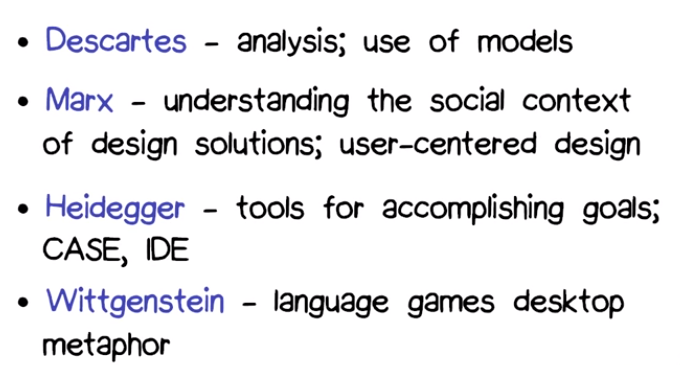 • Descartes - analysis; use of models
• Marx - understanding the social context
of design solutions; user-centered design
• Heidegger - tools for accomplishing goals;
CASE, IDE
• Wittgenstein - language games desktop
metaphor